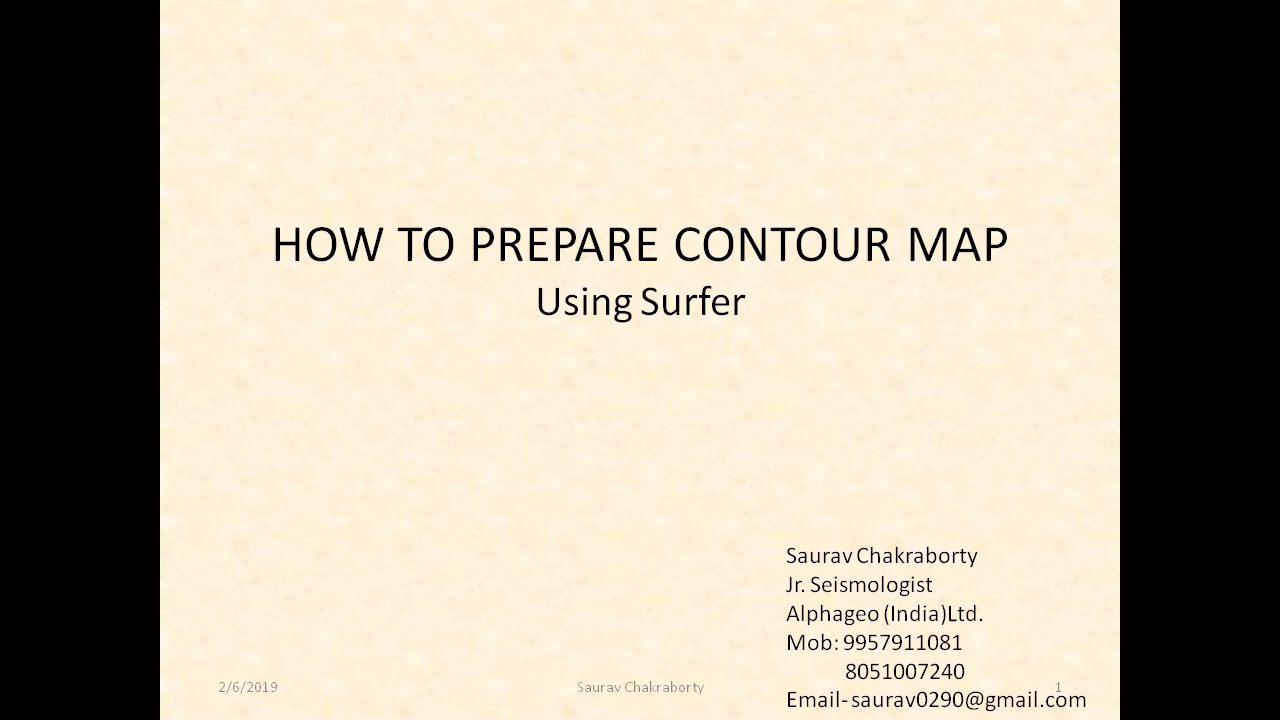 HOW TO PREPARE CONTOUR MAP
Using Surfer
Saurav Chakraborty
Jr. Seismologist
Alphageo (India)Ltd.
Mob: 9957911081
8051007240
Email- saurav0290@gmail.com
2/6/2019
Saurav Chakraborty
1